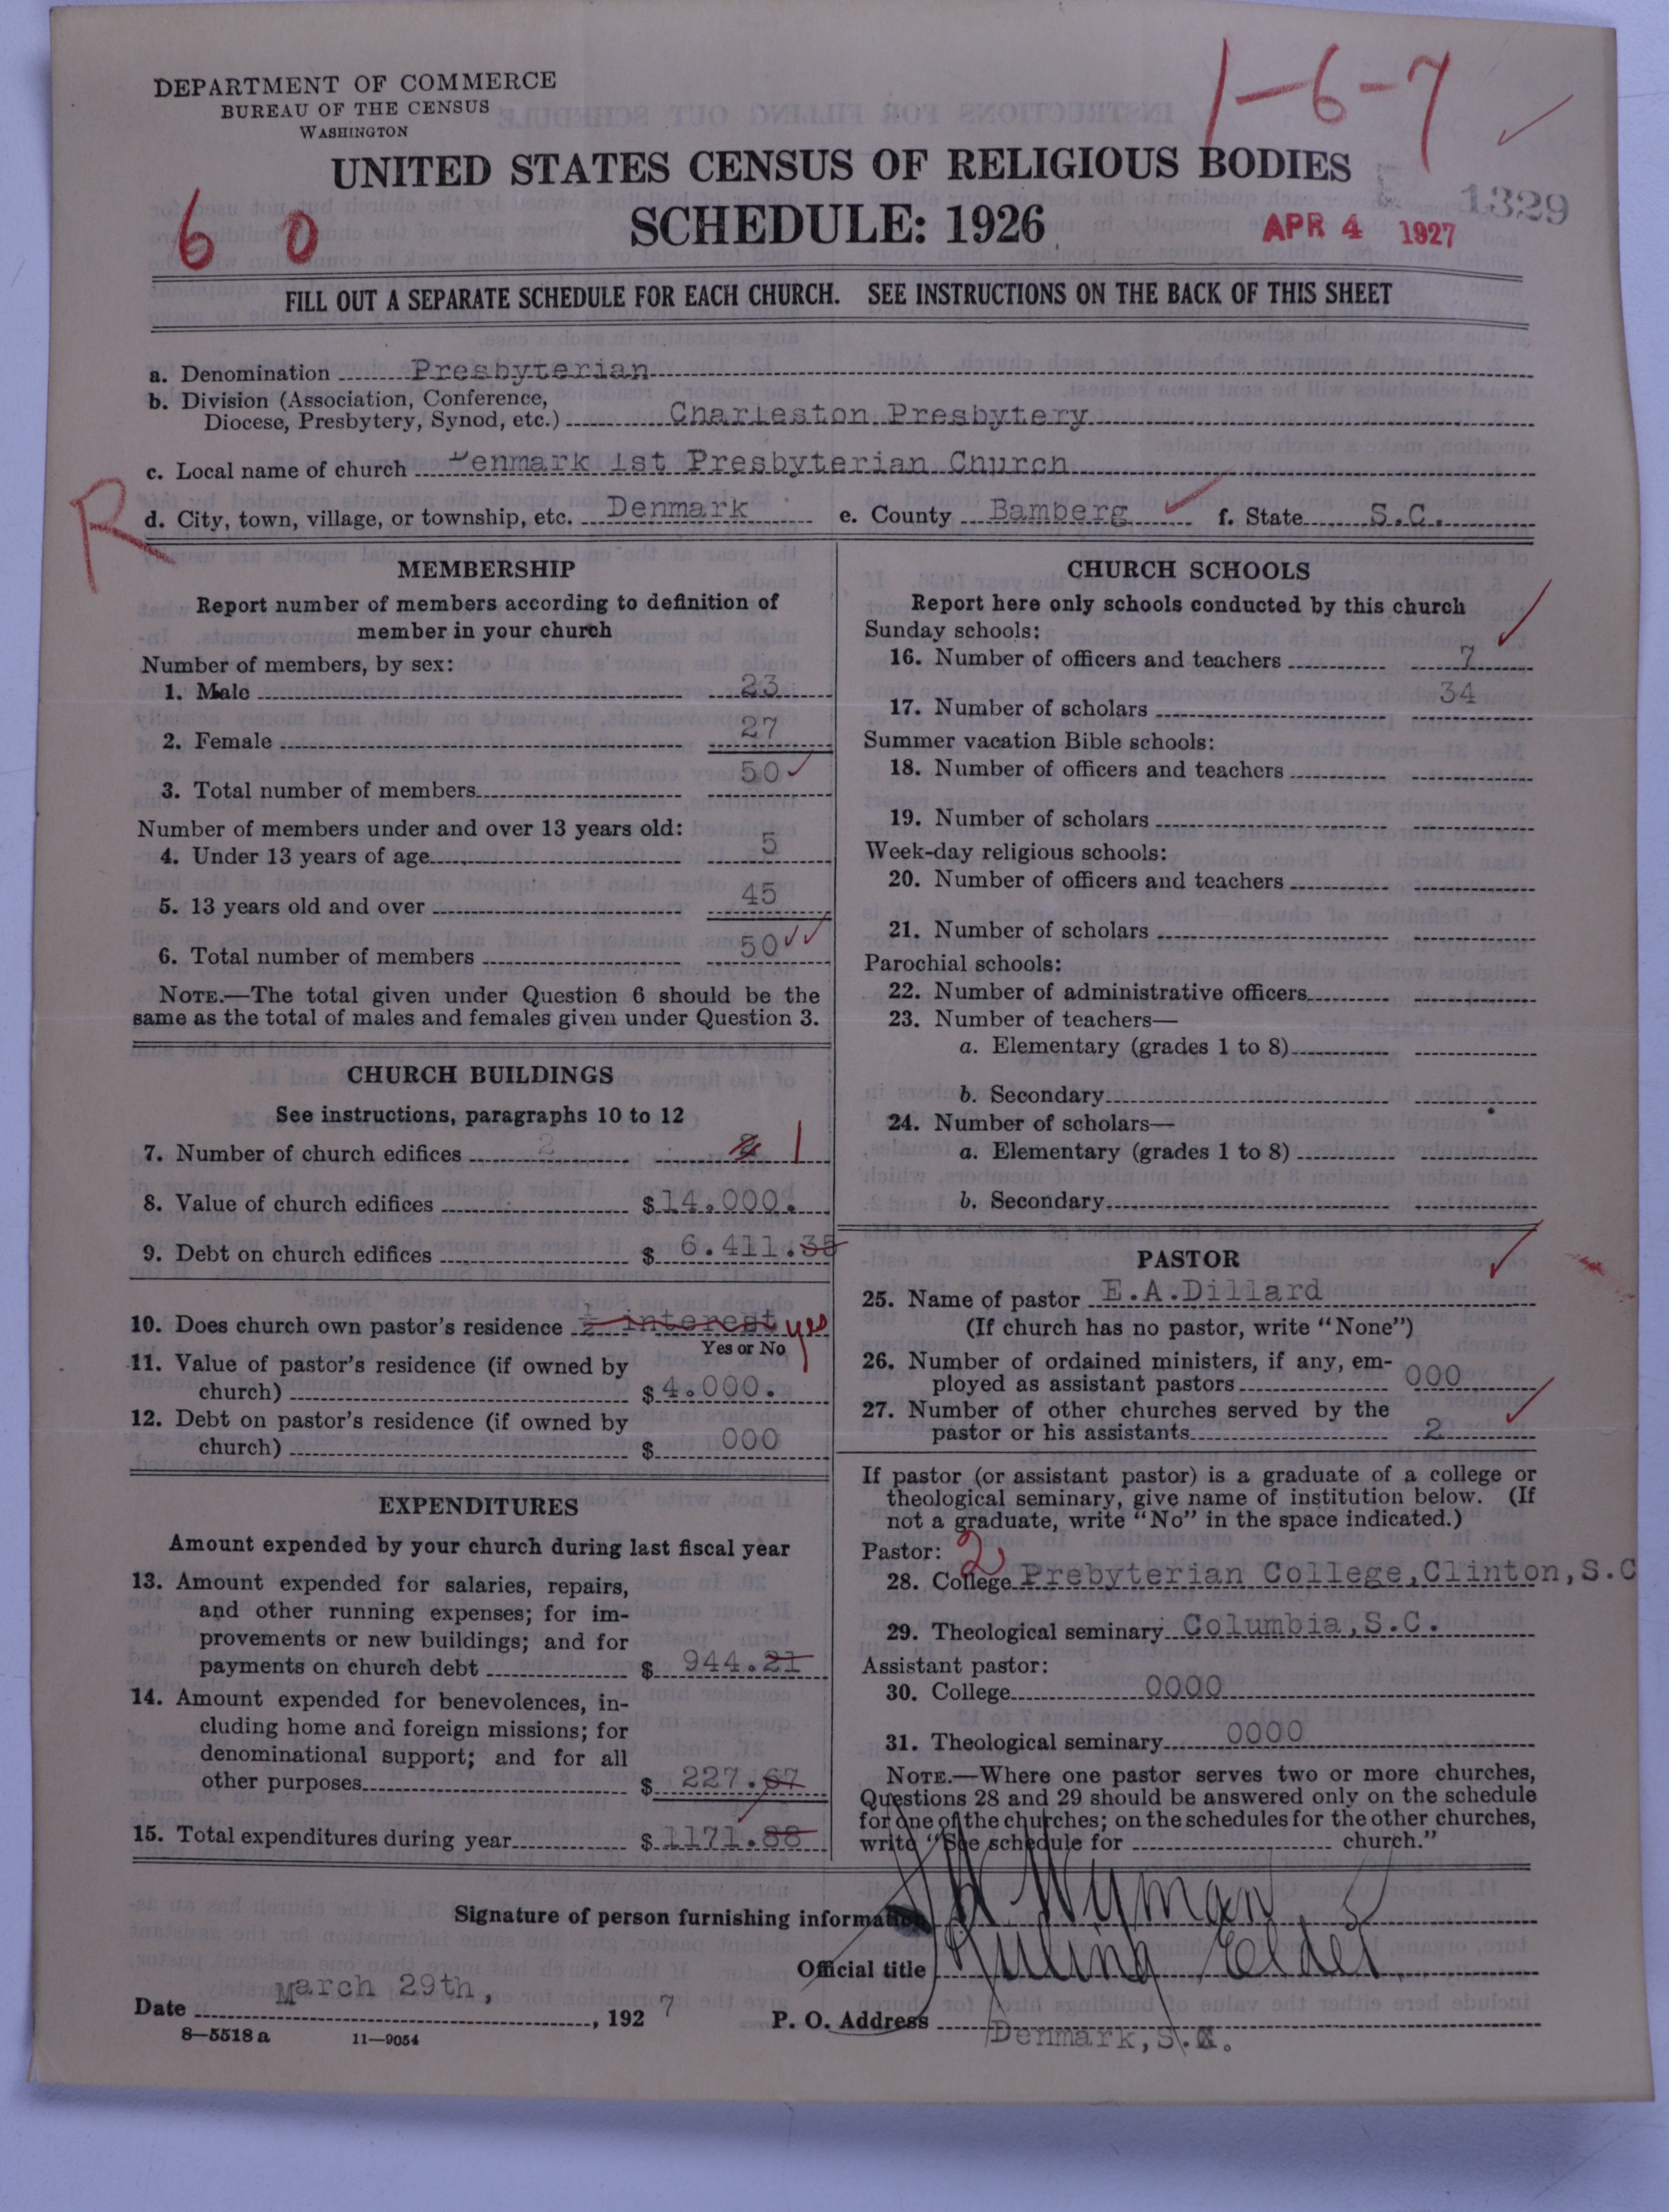 DEPARTMENT OF COMMERCE
BUREAU OF THE CENSUS
WASHINGTON
1-6-7
UNITED STATES CENSUS OF RELIGIOUS BODIES
SCHEDULE: 1926
1329
APR 4 1927
6 0
FILL OUT A SEPARATE SCHEDULE FOR EACH CHURCH. SEE INSTRUCTIONS ON THE BACK OF THIS SHEET
a. Denomination Presbyterian
b. Division (Association, Conference,
Diocese, Presbytery, Synod, etc.) Charleston Presbytery
c. Local name of church Denmark 1st Presbyterian Church
R
d. City, town, village, or township, etc. Denmark e. County Bamberg f. State S.C.
MEMBERSHIP
Report number of members according to definition of
member in your church
Number of members, by sex:
1. Male 23
2. Female 27
3. Total number of members 50
Number of members under and over 13 years old:
4. Under 13 years of age 5
5. 13 years old and over 45
6. Total number of members 50
NOTE.—The total given under Question 6 should be the
same as the total of males and females given under Question 3.
CHURCH BUILDINGS
See instructions, paragraphs 10 to 12
7. Number of church edifices 2 1
8. Value of church edifices $14.000.
9. Debt on church edifices $ 6.411.35
10. Does church own pastor's residence ½ interest yes
Yes or No
11. Value of pastor's residence (if owned by
church) $4.000.
12. Debt on pastor's residence (if owned by
church) $ 000
EXPENDITURES
Amount expended by your church during last fiscal year
13. Amount expended for salaries, repairs,
and other running expenses; for im-
provements or new buildings; and for
payments on church debt $ 944.21
14. Amount expended for benevolences, in-
cluding home and foreign missions; for
denominational support; and for all
other purposes $ 227.67
15. Total expenditures during year $ 1171.88
CHURCH SCHOOLS
Report here only schools conducted by this church
Sunday schools:
16. Number of officers and teachers 7
17. Number of scholars 34
Summer vacation Bible schools:
18. Number of officers and teachers
19. Number of scholars
Week-day religious schools:
20. Number of officers and teachers
21. Number of scholars
Parochial schools:
22. Number of administrative officers
23. Number of teachers—
a. Elementary (grades 1 to 8)
b. Secondary
24. Number of scholars—
a. Elementary (grades 1 to 8)
b. Secondary
PASTOR
25. Name of pastor E.A.Dillard
(If church has no pastor, write "None")
26. Number of ordained ministers, if any, em-
ployed as assistant pastors 000
27. Number of other churches served by the
pastor or his assistants 2
If pastor (or assistant pastor) is a graduate of a college or
theological seminary, give name of institution below. (If
not a graduate, write "No" in the space indicated.)
Pastor: 2
28. College Prebyterian College,Clinton,S.C
29. Theological seminary Columbia,S.C.
Assistant pastor:
30. College 0000
31. Theological seminary 0000
NOTE.—Where one pastor serves two or more churches,
Questions 28 and 29 should be answered only on the schedule
for one of the churches; on the schedules for the other churches,
write "See schedule for church."
Signature of person furnishing information Wyman
Official title Ruling Elder
Date March 29th, , 1927 P. O. Address Denmark,S.C.
8—5518 a 11—9054